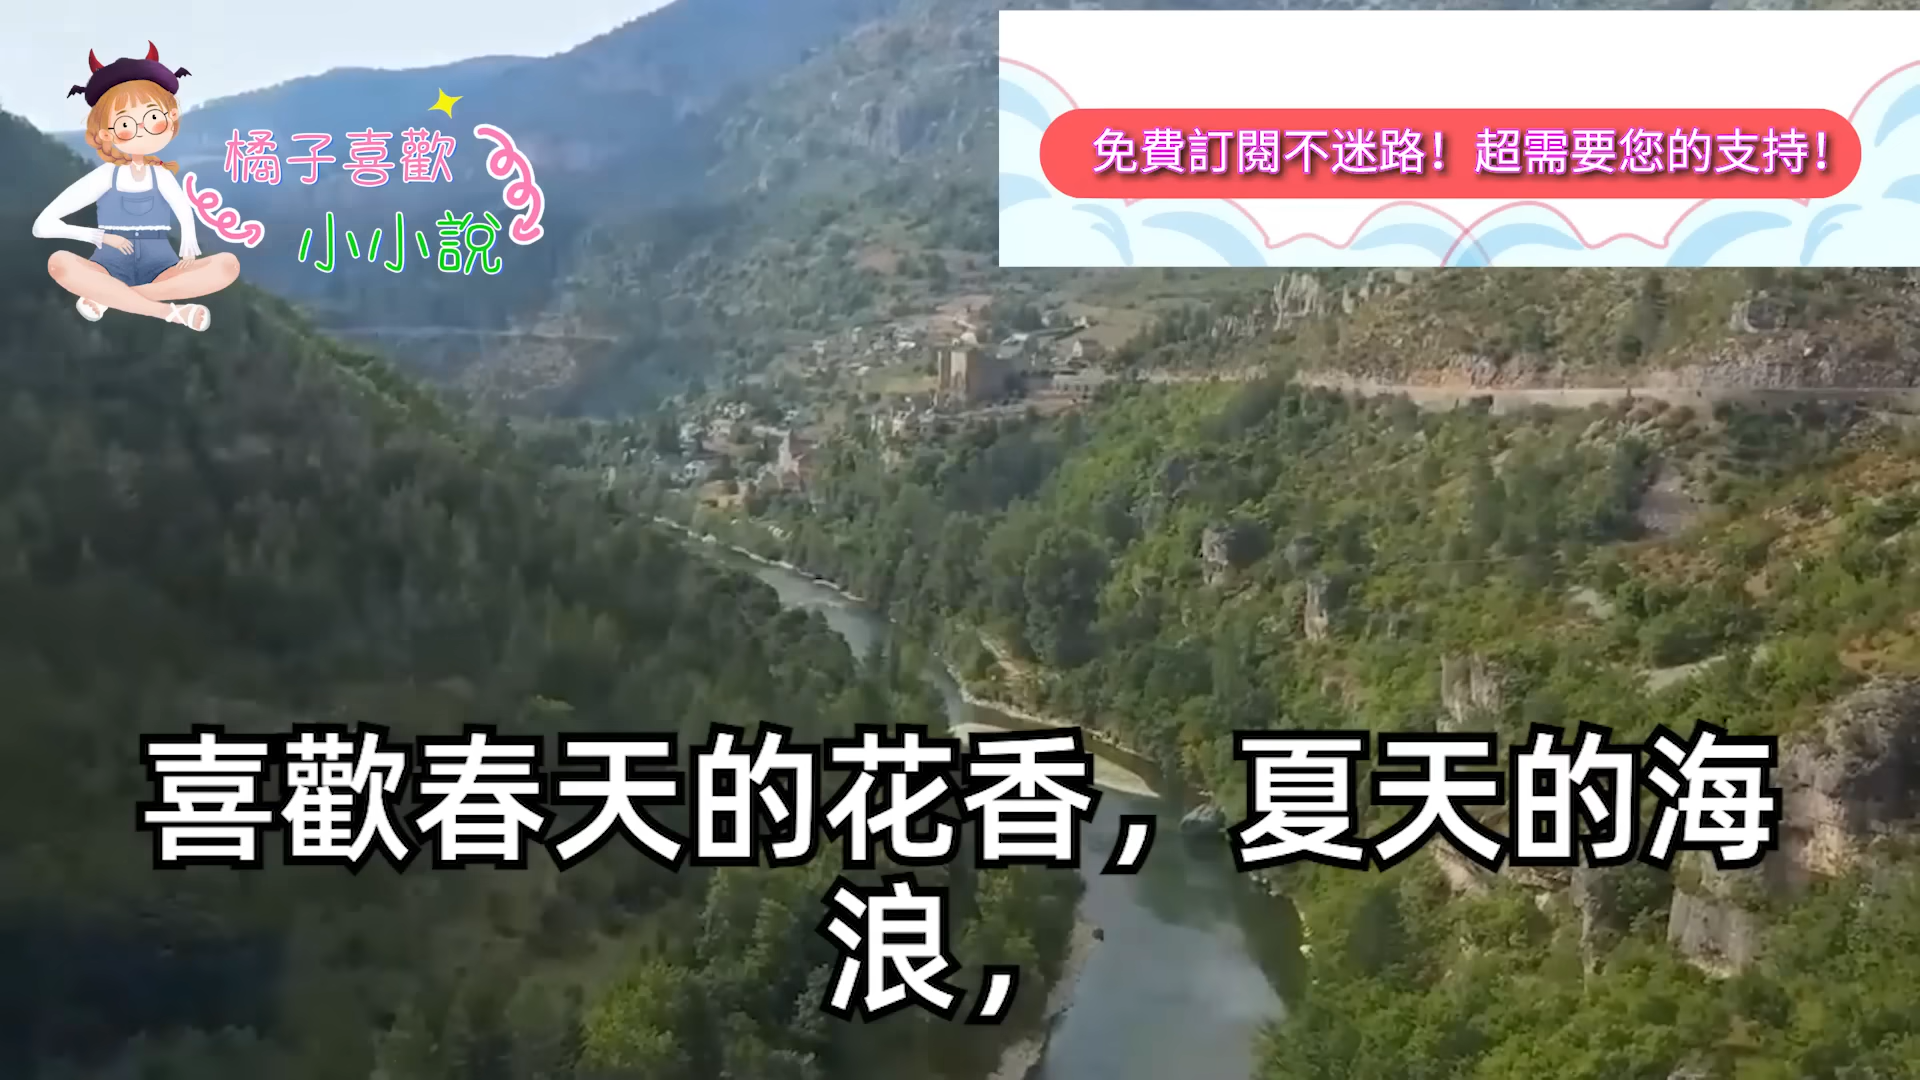 橘子喜歡
小小說
免費訂閱不迷路！超需要您的支持！
喜歡春天的花香，夏天的海
浪，